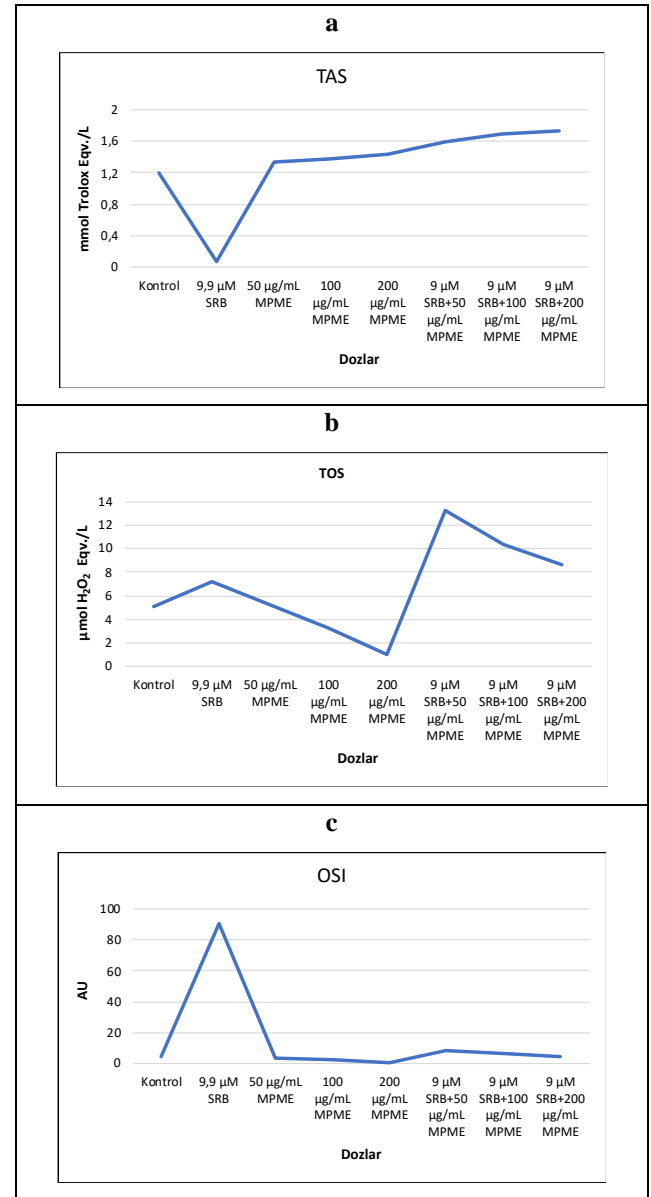 a
TAS
mmol Trolox Eqv./L
2
1,6
1,2
0,8
0,4
0
Kontrol 9,9 µM 50 µg/mL 100 200 9 µM 9 µM 9 µM
SRB MPME µg/mL µg/mL SRB+50 SRB+100 SRB+200
MPME MPME µg/mL µg/mL µg/mL
MPME MPME MPME
Dozlar
b
TOS
µmol H₂O₂ Eqv./L
14
12
10
8
6
4
2
0
Kontrol 9,9 µM 50 µg/mL 100 200 9 µM 9 µM 9 µM
SRB MPME µg/mL µg/mL SRB+50 SRB+100 SRB+200
MPME MPME µg/mL µg/mL µg/mL
MPME MPME MPME
Dozlar
c
OSI
AU
100
80
60
40
20
0
Kontrol 9,9 µM 50 µg/mL 100 200 9 µM 9 µM 9 µM
SRB MPME µg/mL µg/mL SRB+50 SRB+100 SRB+200
MPME MPME µg/mL µg/mL µg/mL
MPME MPME MPME
Dozlar